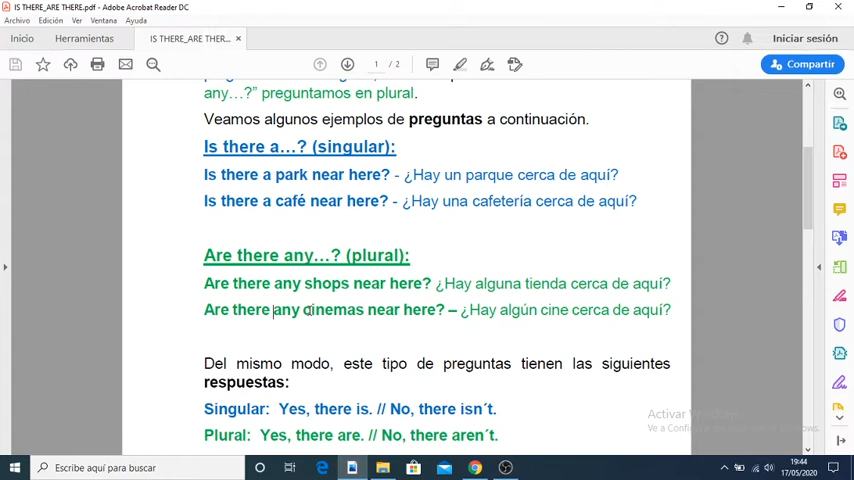 IS THERE_ARE THERE.pdf - Adobe Acrobat Reader DC
Archivo Edición Ver Ventana Ayuda
Inicio Herramientas IS THERE_ARE THER... × Iniciar sesión
1 / 2 Compartir
any…?” preguntamos en plural.
Veamos algunos ejemplos de preguntas a continuación.
Is there a…? (singular):
Is there a park near here? - ¿Hay un parque cerca de aquí?
Is there a café near here? - ¿Hay una cafetería cerca de aquí?
Are there any…? (plural):
Are there any shops near here? ¿Hay alguna tienda cerca de aquí?
Are there any cinemas near here? – ¿Hay algún cine cerca de aquí?
Del mismo modo, este tipo de preguntas tienen las siguientes
respuestas:
Singular: Yes, there is. // No, there isn´t.
Plural: Yes, there are. // No, there aren´t.
Activar Windows
Escribe aquí para buscar
19:44
17/05/2020